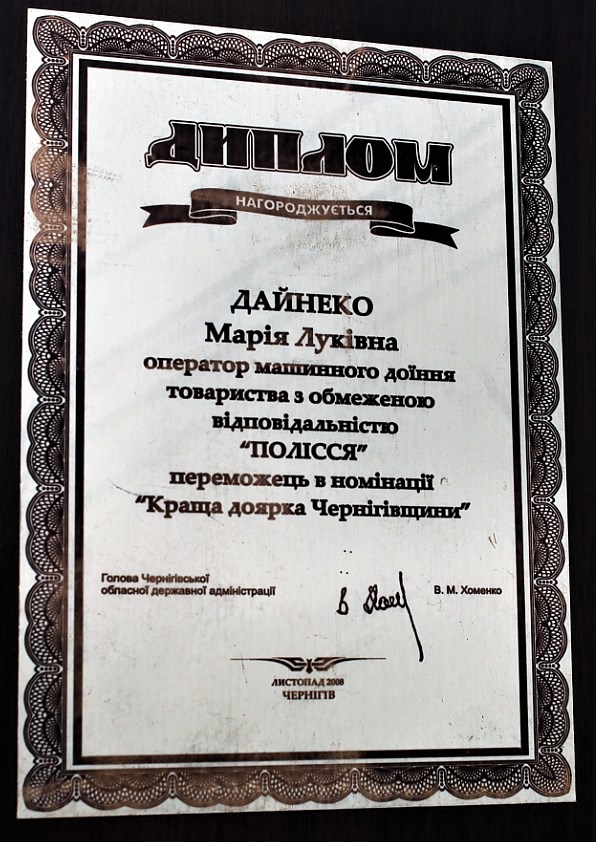 ДИПЛОМ
НАГОРОДЖУЄТЬСЯ
ДАЙНЕКО
Марія Луківна
оператор машинного доїння
товариства з обмеженою
відповідальністю
“ПОЛІССЯ”
переможець в номінації
“Краща доярка Чернігівщини”
Голова Чернігівської
обласної державної адміністрації
В. М. Хоменко
ЛИСТОПАД 2008
ЧЕРНІГІВ